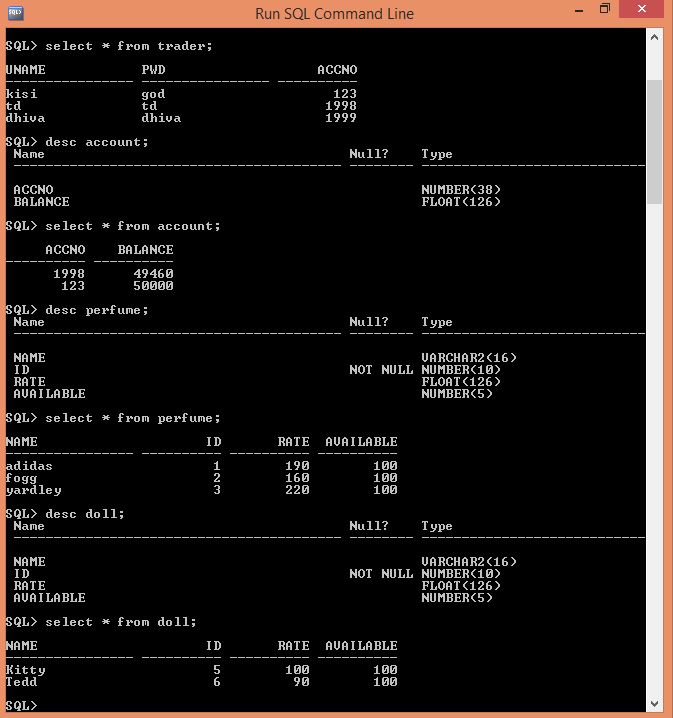 Run SQL Command Line
SQL> select * from trader;
UNAME PWD ACCNO
---------------- ---------------- ----------
kisi god 123
td td 1998
dhiva dhiva 1999
SQL> desc account;
Name Null? Type
----------------------------------------- -------- ----------------------------
ACCNO NUMBER(38)
BALANCE FLOAT(126)
SQL> select * from account;
ACCNO BALANCE
---------- ----------
1998 49460
123 50000
SQL> desc perfume;
Name Null? Type
----------------------------------------- -------- ----------------------------
NAME VARCHAR2(16)
ID NOT NULL NUMBER(10)
RATE FLOAT(126)
AVAILABLE NUMBER(5)
SQL> select * from perfume;
NAME ID RATE AVAILABLE
---------------- ---------- ---------- ----------
adidas 1 190 100
fogg 2 160 100
yardley 3 220 100
SQL> desc doll;
Name Null? Type
----------------------------------------- -------- ----------------------------
NAME VARCHAR2(16)
ID NOT NULL NUMBER(10)
RATE FLOAT(126)
AVAILABLE NUMBER(5)
SQL> select * from doll;
NAME ID RATE AVAILABLE
---------------- ---------- ---------- ----------
Kitty 5 100 100
Tedd 6 90 100
SQL>